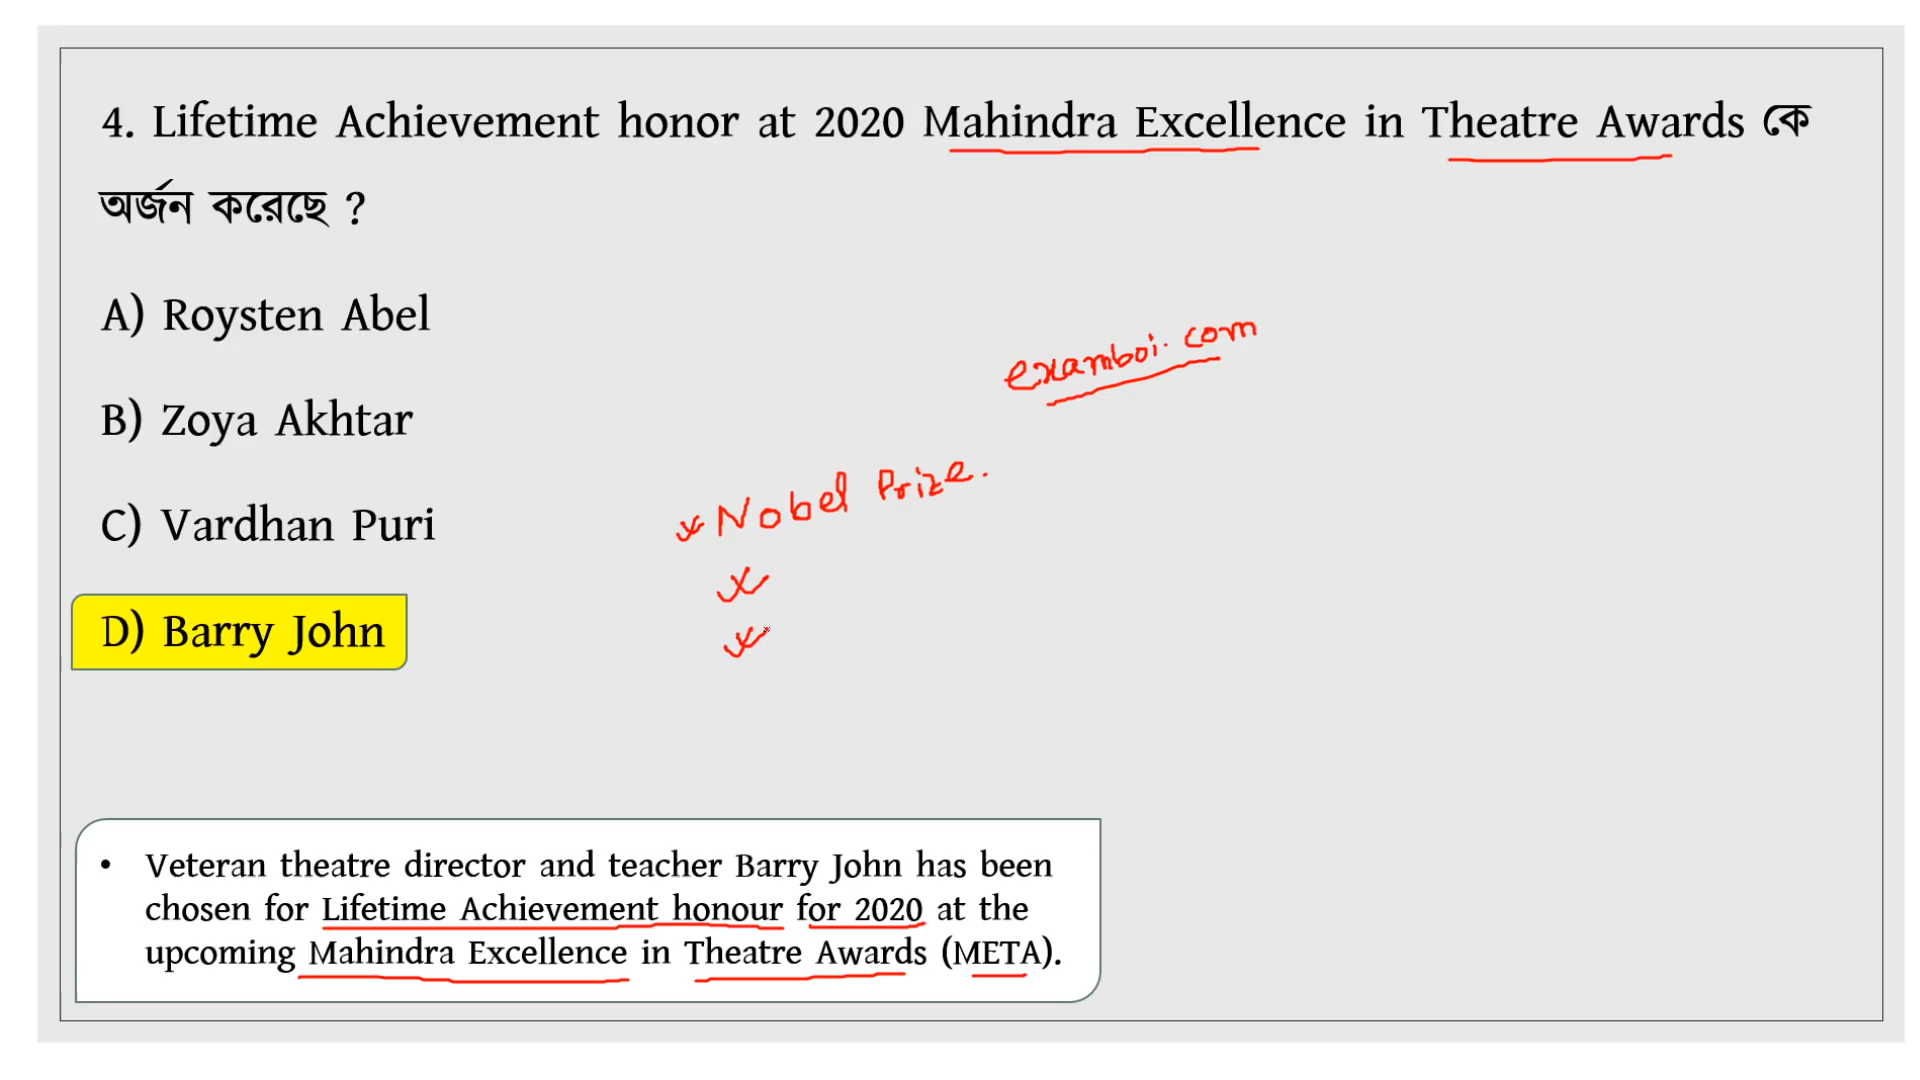 4. Lifetime Achievement honor at 2020 Mahindra Excellence in Theatre Awards কে
অর্জন করেছে ?
A) Roysten Abel
examboi.com
B) Zoya Akhtar
* Nobel Prize.
C) Vardhan Puri
*
*
D) Barry John
• Veteran theatre director and teacher Barry John has been
chosen for Lifetime Achievement honour for 2020 at the
upcoming Mahindra Excellence in Theatre Awards (META).